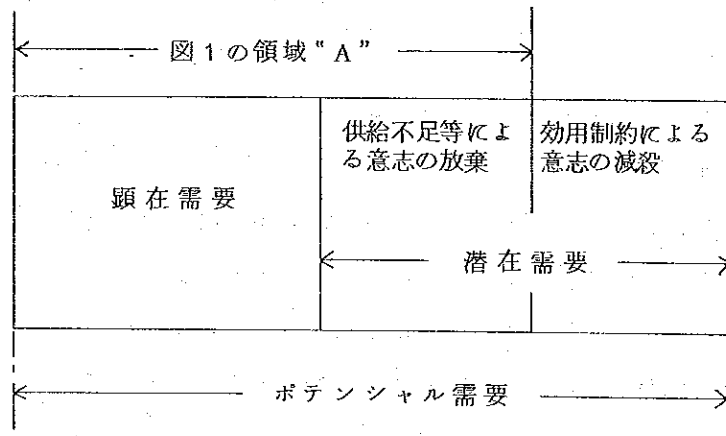 図1の領域“A”
供給不足等によ
る意志の放棄
効用制約による
意志の減殺
顕在需要
潜在需要
ポテンシャル需要